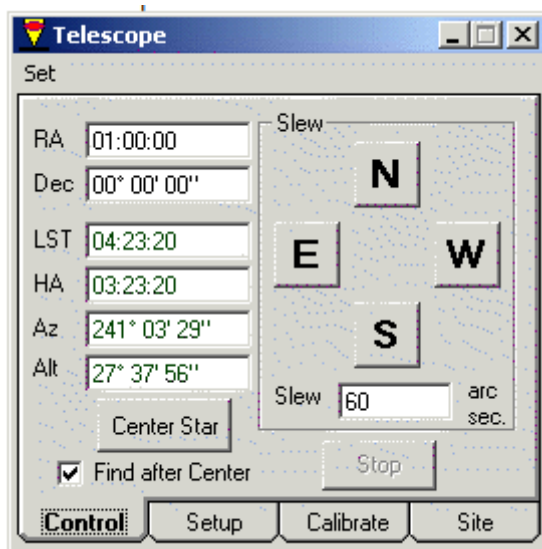 Telescope
Set
RA 01:00:00
Dec 00° 00' 00''
LST 04:23:20
HA 03:23:20
Az 241° 03' 29''
Alt 27° 37' 56''
Center Star
Find after Center
Slew
N
E W
S
Slew 60 arc
sec.
Stop
Control Setup Calibrate Site